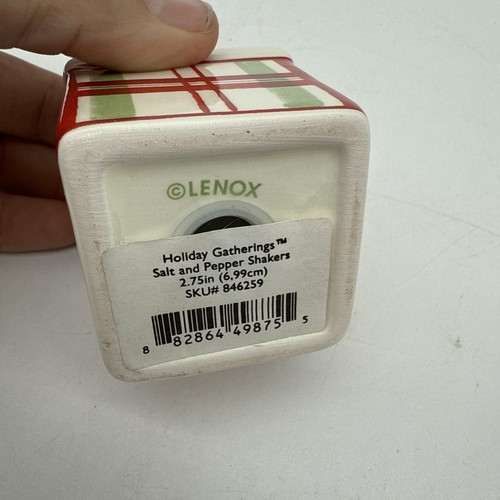 ©LENOX
Holiday Gatherings™
Salt and Pepper Shakers
2.75in (6,99cm)
SKU# 846259
8 82864 49875 5